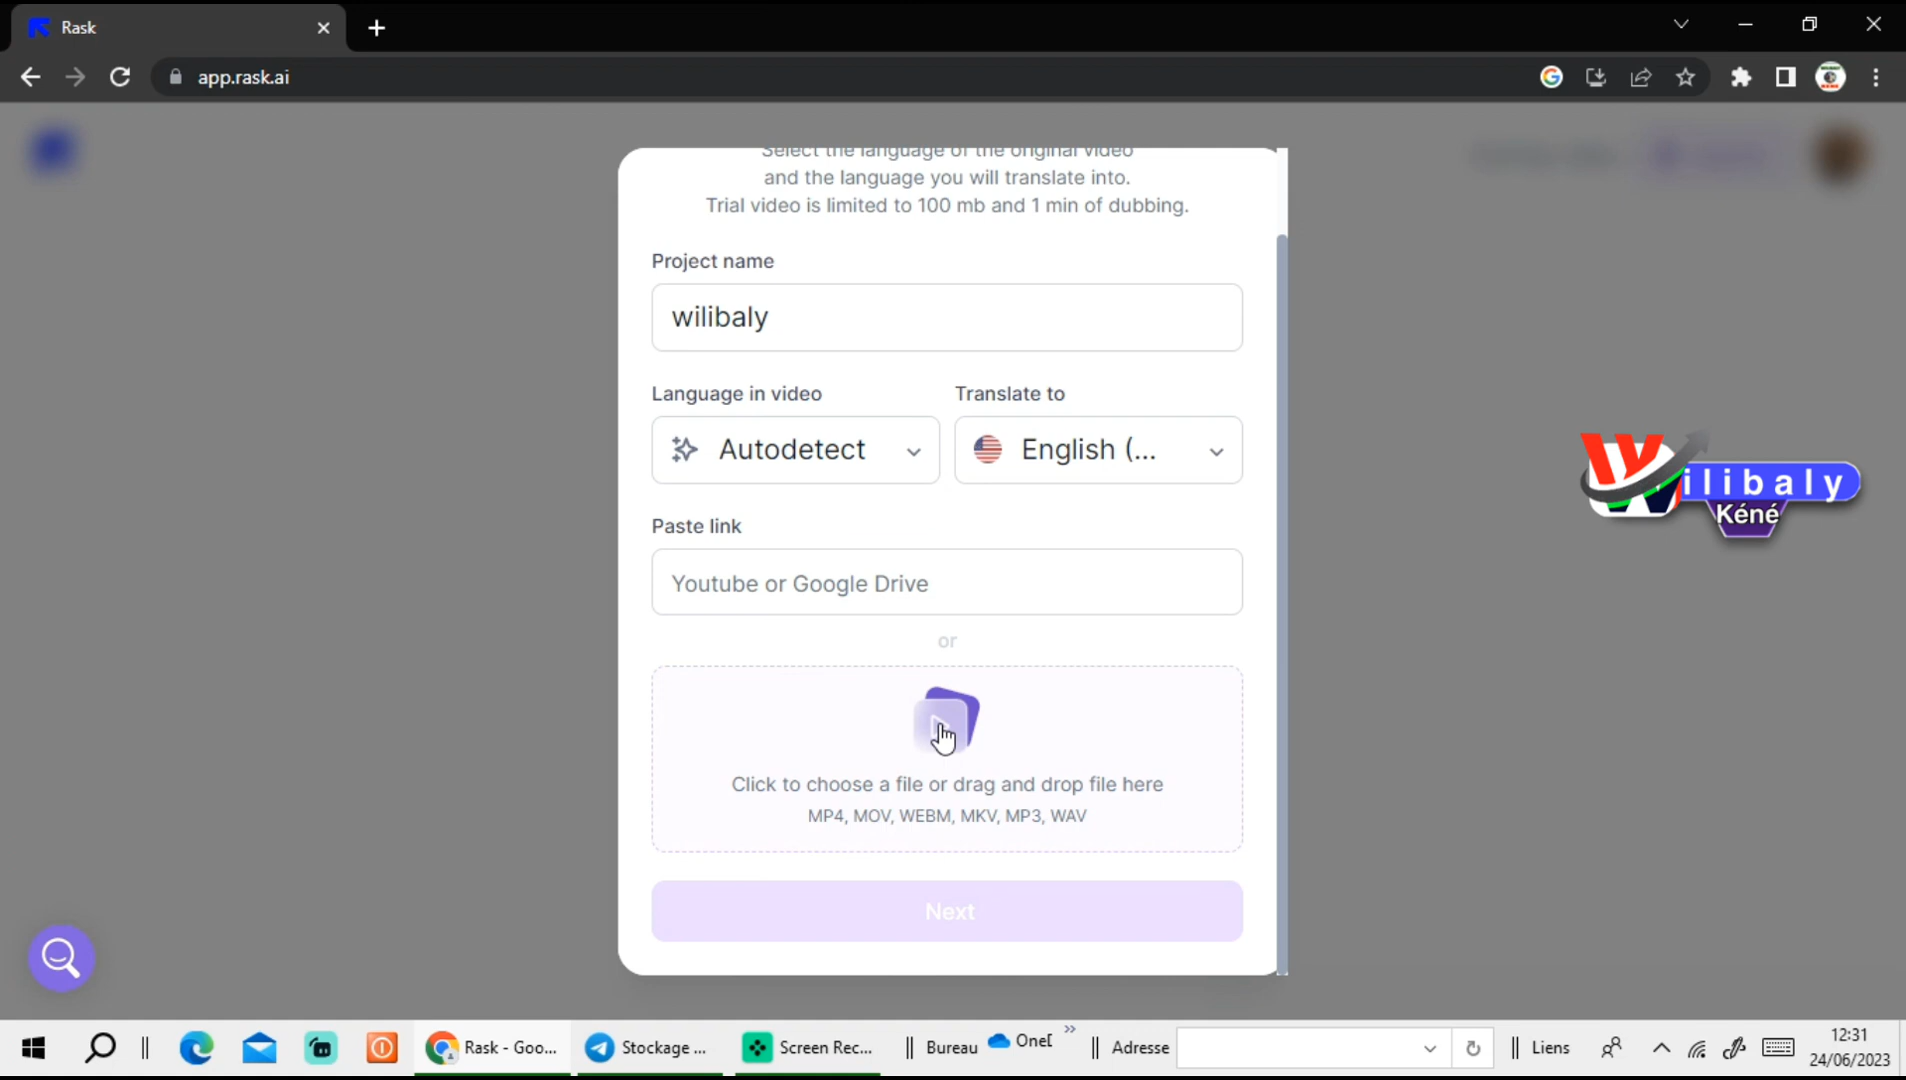 Rask
app.rask.ai
Select the language of the original video
and the language you will translate into.
Trial video is limited to 100 mb and 1 min of dubbing.
Project name
wilibaly
Language in video
Translate to
Autodetect
English (...
Paste link
Youtube or Google Drive
or
Click to choose a file or drag and drop file here
MP4, MOV, WEBM, MKV, MP3, WAV
Next
Wilibaly
Kéné
Rask - Goo...
Stockage ...
Screen Rec...
Bureau
OneD
»
Adresse
Liens
12:31
24/06/2023